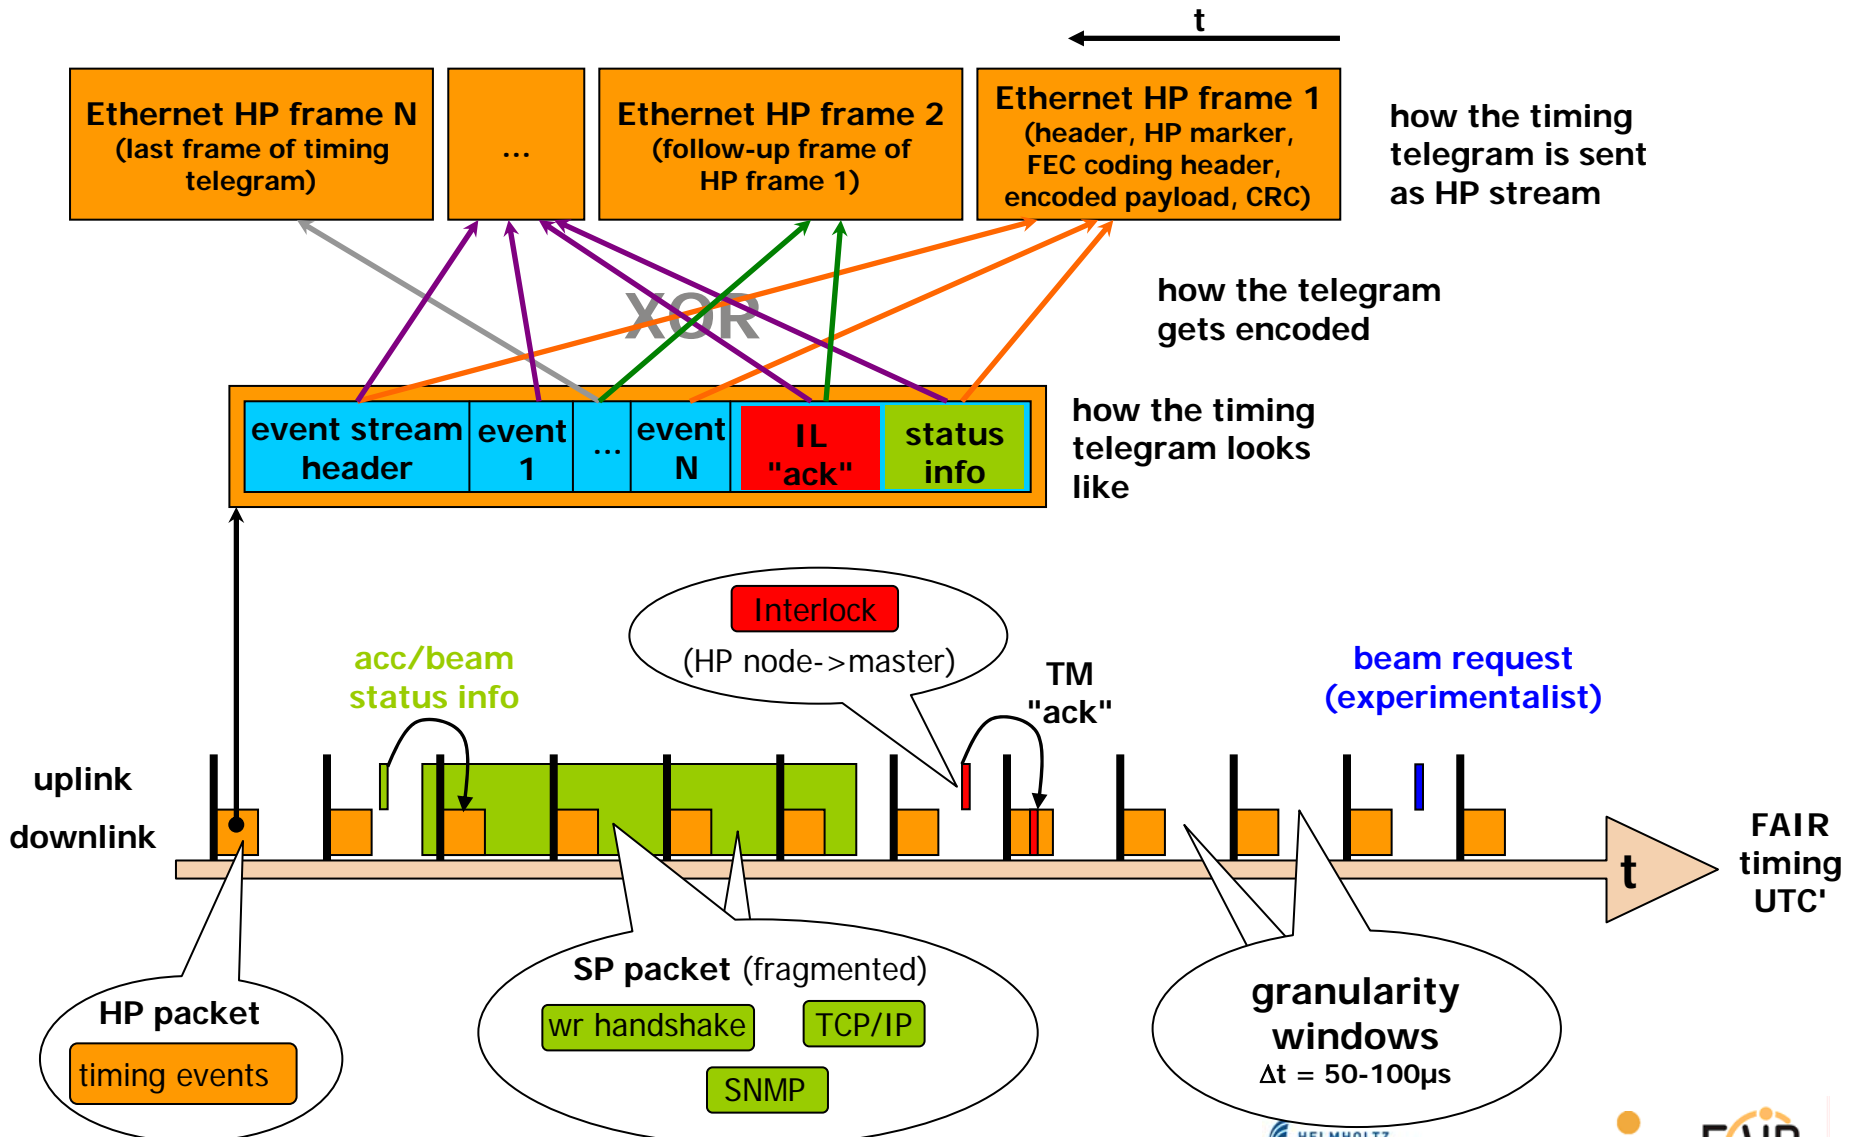 t
Ethernet HP frame N
(last frame of timing
telegram)
...
Ethernet HP frame 2
(follow-up frame of
HP frame 1)
Ethernet HP frame 1
(header, HP marker,
FEC coding header,
encoded payload, CRC)
how the timing
telegram is sent
as HP stream
XOR
how the telegram
gets encoded
event stream
header
event
1
...
event
N
IL
"ack"
status
info
how the timing
telegram looks
like
Interlock
(HP node->master)
acc/beam
status info
TM
"ack"
beam request
(experimentalist)
uplink
downlink
t
FAIR
timing
UTC'
HP packet
timing events
SP packet (fragmented)
wr handshake
TCP/IP
SNMP
granularity
windows
Δt = 50-100µs
HELMHOLTZ
FAIR